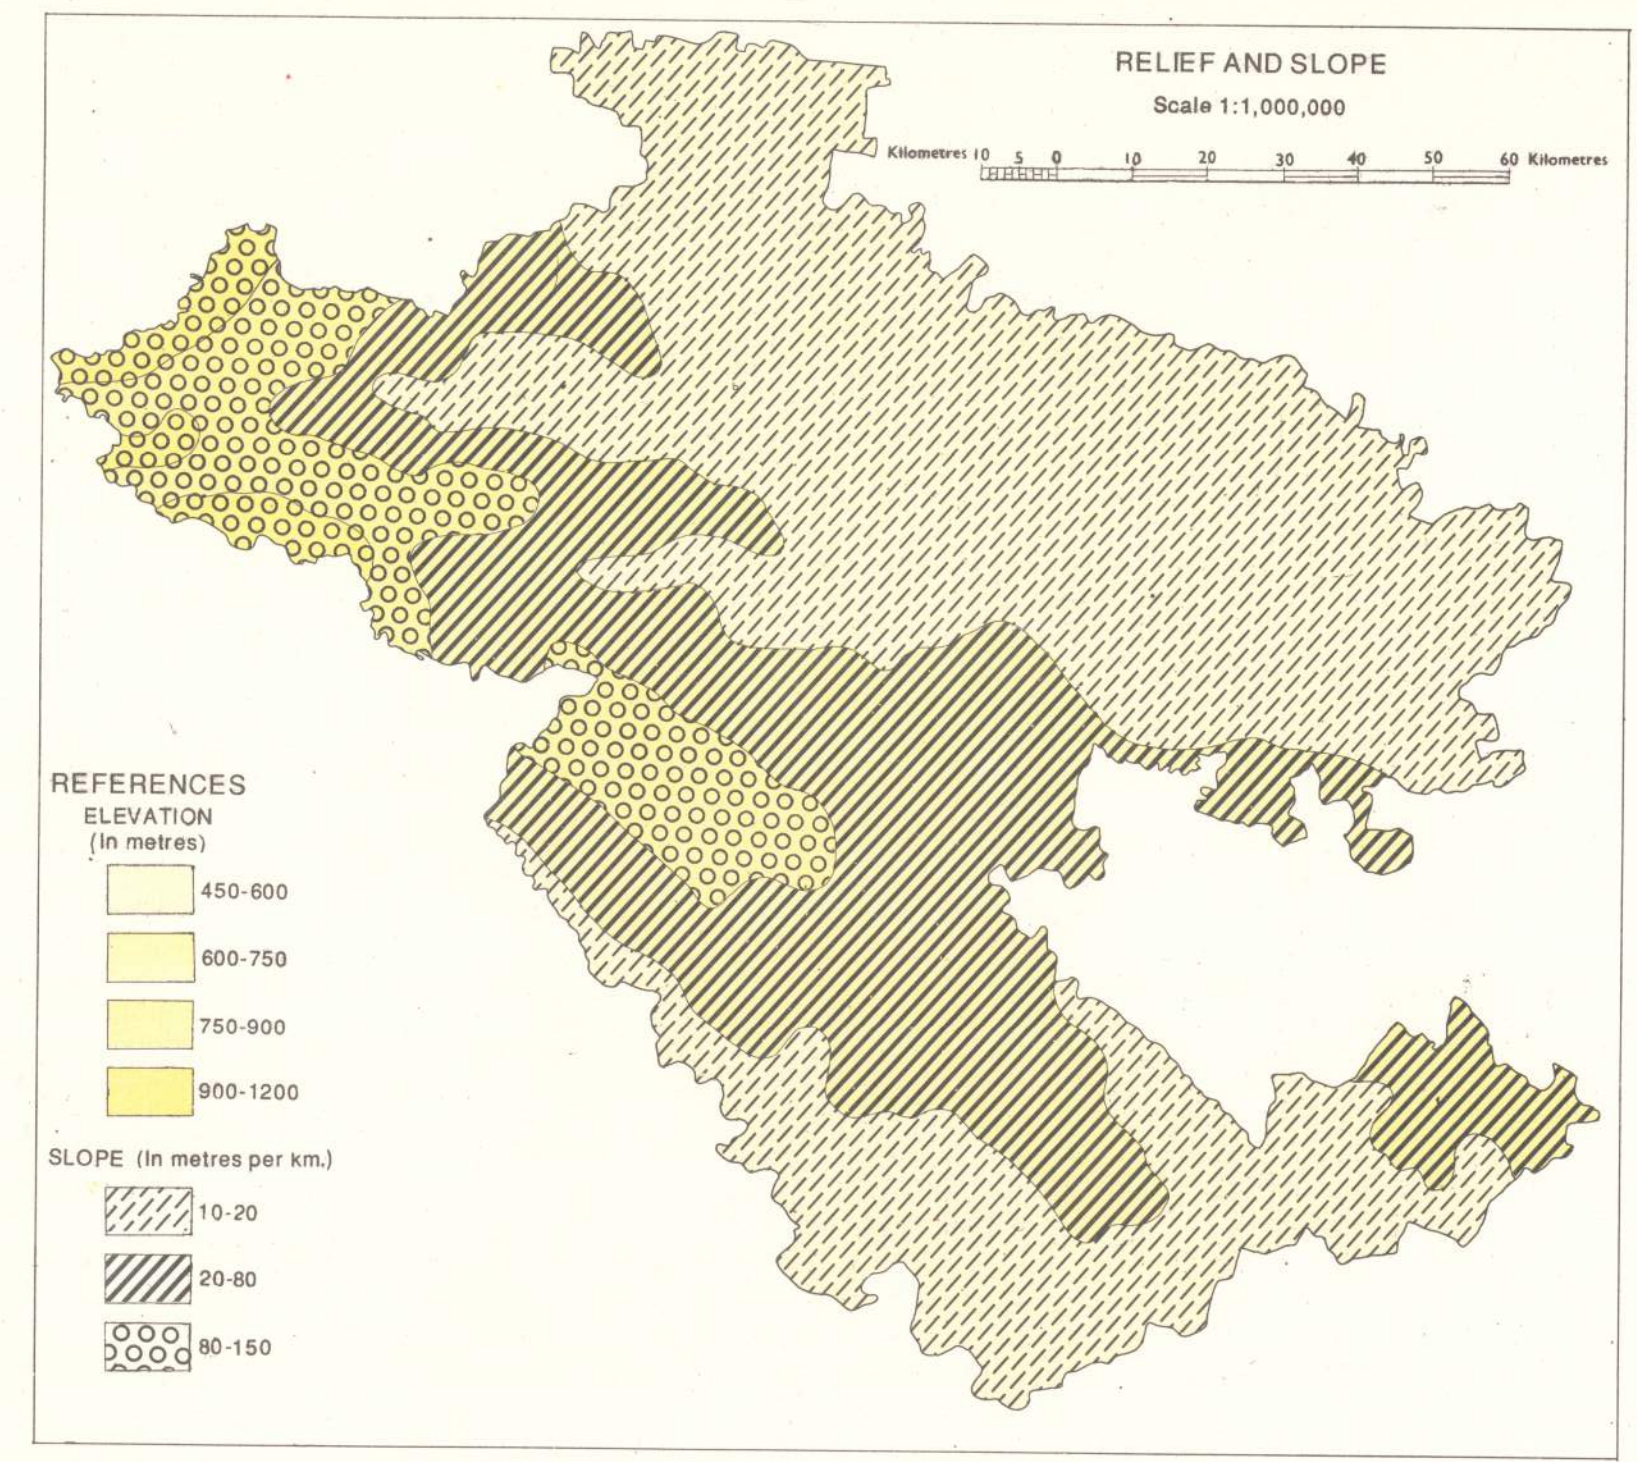 RELIEF AND SLOPE
Scale 1:1,000,000
Kilometres 10 5 0 10 20 30 40 50 60 Kilometres
REFERENCES
ELEVATION
(In metres)
450-600
600-750
750-900
900-1200
SLOPE (In metres per km.)
10-20
20-80
80-150